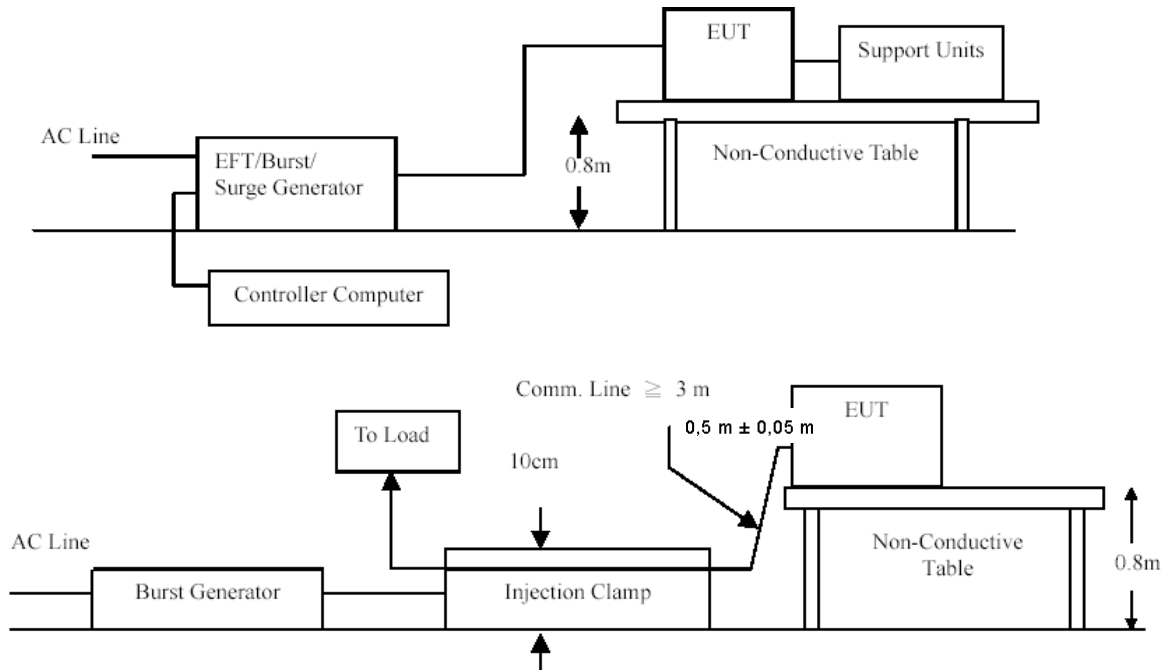 EUT
Support Units
AC Line
EFT/Burst/
Surge Generator
0.8m
Non-Conductive Table
Controller Computer
Comm. Line ≧ 3 m
EUT
To Load
0,5 m ± 0,05 m
10cm
AC Line
Non-Conductive
Table
0.8m
Burst Generator
Injection Clamp